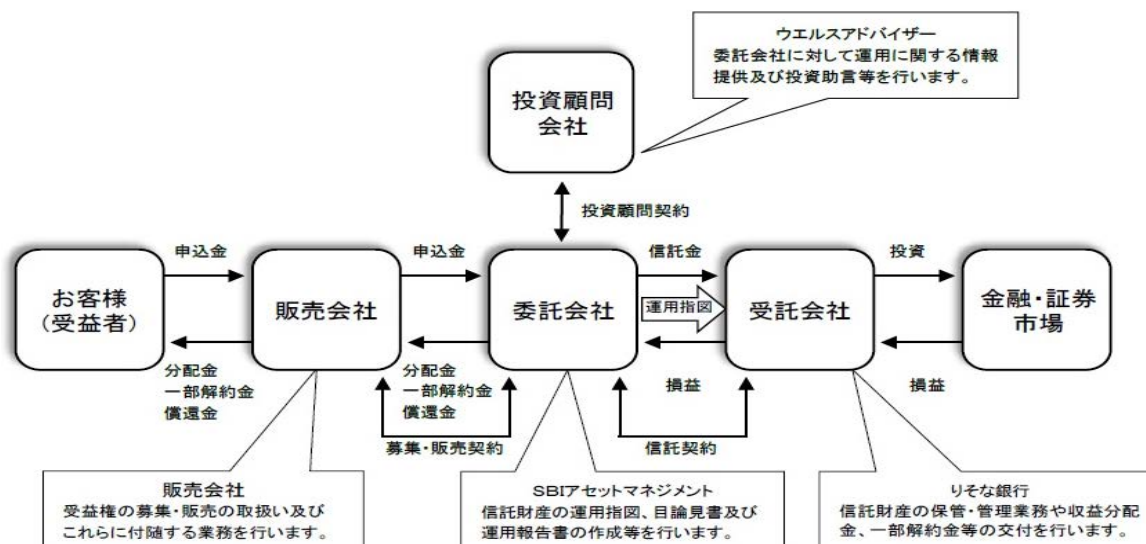 ウエルスアドバイザー
委託会社に対して運用に関する情報
提供及び投資助言等を行います。
投資顧問
会社
投資顧問契約
申込金
申込金
信託金
投資
お客様
(受益者)
販売会社
委託会社
運用指図
受託会社
金融・証券
市場
分配金
一部解約金
償還金
分配金
一部解約金
償還金
損益
損益
募集・販売契約
信託契約
販売会社
受益権の募集・販売の取扱い及び
これらに付随する業務を行います。
SBIアセットマネジメント
信託財産の運用指図、目論見書及び
運用報告書の作成等を行います。
りそな銀行
信託財産の保管・管理業務や収益分配
金、一部解約金等の交付を行います。